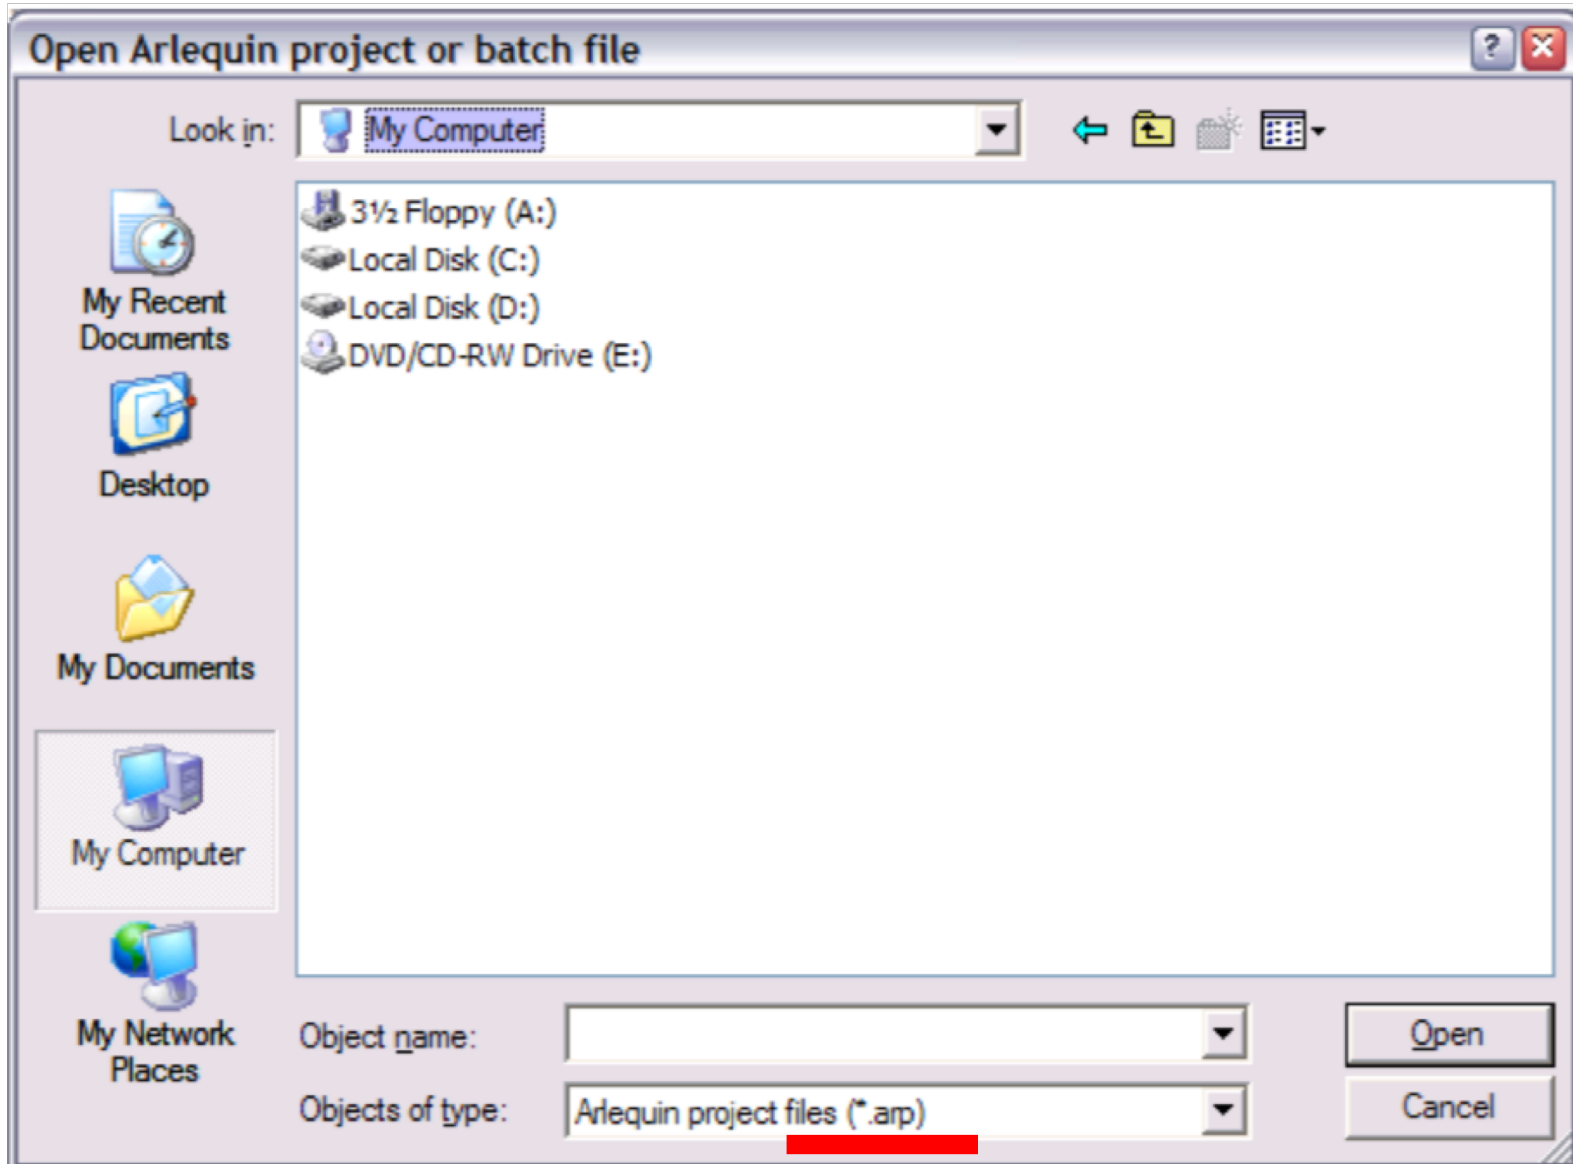 Open Arlequin project or batch file
?
Look in:
My Computer
3½ Floppy (A:)
Local Disk (C:)
Local Disk (D:)
DVD/CD-RW Drive (E:)
My Recent
Documents
Desktop
My Documents
My Computer
My Network
Places
Object name:
Open
Objects of type:
Arlequin project files (*.arp)
Cancel